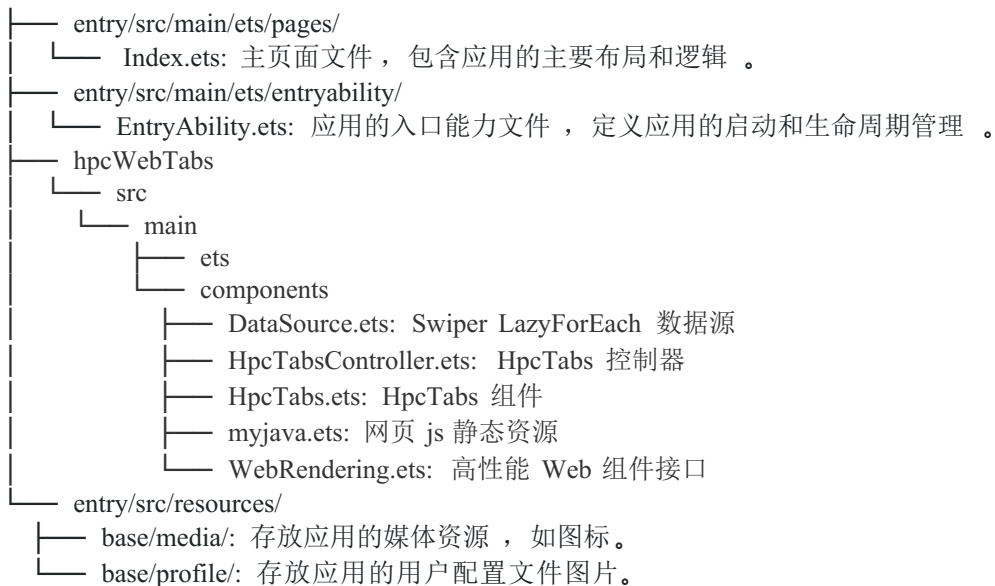 ├── entry/src/main/ets/pages/
│ └── Index.ets: 主页面文件 ，包含应用的主要布局和逻辑 。
├── entry/src/main/ets/entryability/
│ └── EntryAbility.ets: 应用的入口能力文件 ，定义应用的启动和生命周期管理 。
├── hpcWebTabs
│ └── src
│ └── main
│ ├── ets
│ └── components
│ ├── DataSource.ets: Swiper LazyForEach 数据源
│ ├── HpcTabsController.ets: HpcTabs 控制器
│ ├── HpcTabs.ets: HpcTabs 组件
│ ├── myjava.ets: 网页 js 静态资源
│ └── WebRendering.ets: 高性能 Web 组件接口
└── entry/src/resources/
├── base/media/: 存放应用的媒体资源 ，如图标。
└── base/profile/: 存放应用的用户配置文件图片。